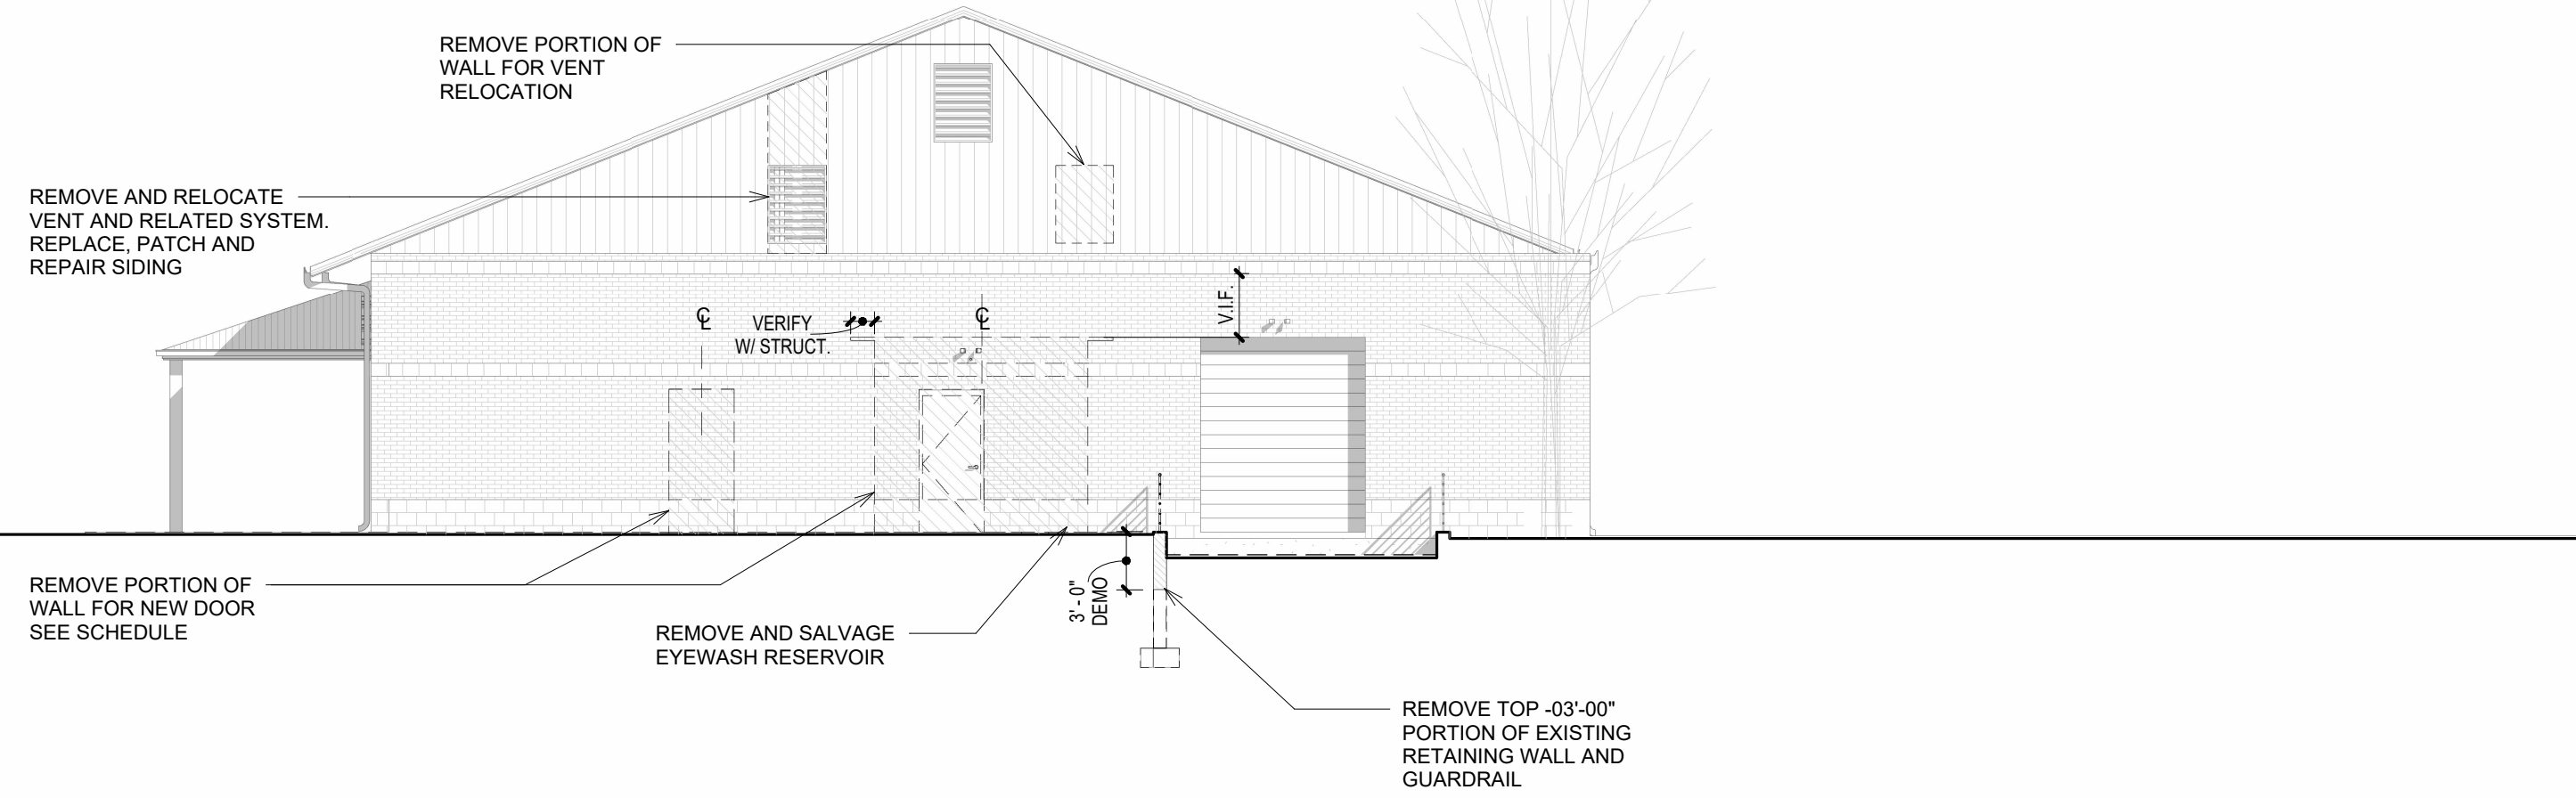 REMOVE PORTION OF
WALL FOR VENT
RELOCATION
REMOVE AND RELOCATE
VENT AND RELATED SYSTEM.
REPLACE, PATCH AND
REPAIR SIDING
V.I.F.
℄
VERIFY
W/ STRUCT.
℄
REMOVE PORTION OF
WALL FOR NEW DOOR
SEE SCHEDULE
REMOVE AND SALVAGE
EYEWASH RESERVOIR
3' - 0"
DEMO
REMOVE TOP -03'-00"
PORTION OF EXISTING
RETAINING WALL AND
GUARDRAIL